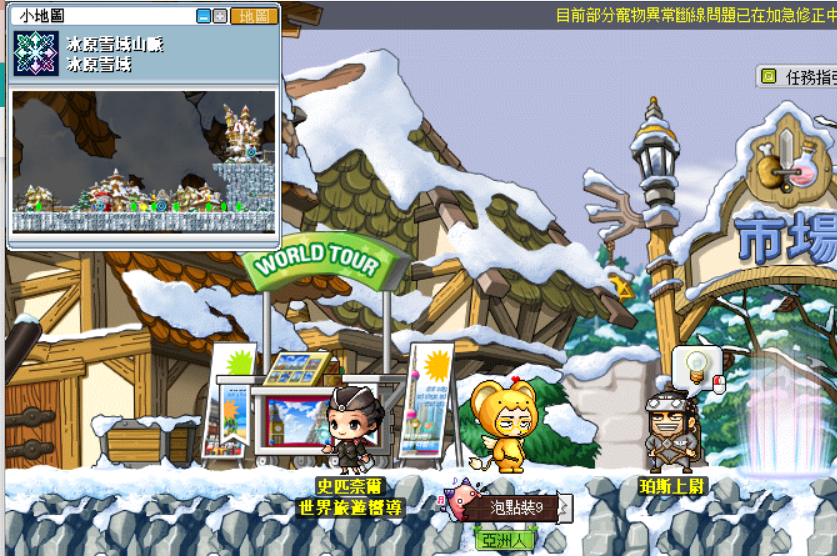 小地圖
地圖
冰原雪域山脈
冰原雪域
目前部分寵物異常斷線問題已在加急修正中
任務指引
WORLD TOUR
市場
史匹奈爾
世界旅遊嚮導
珀斯上尉
泡點裝9
亞洲人